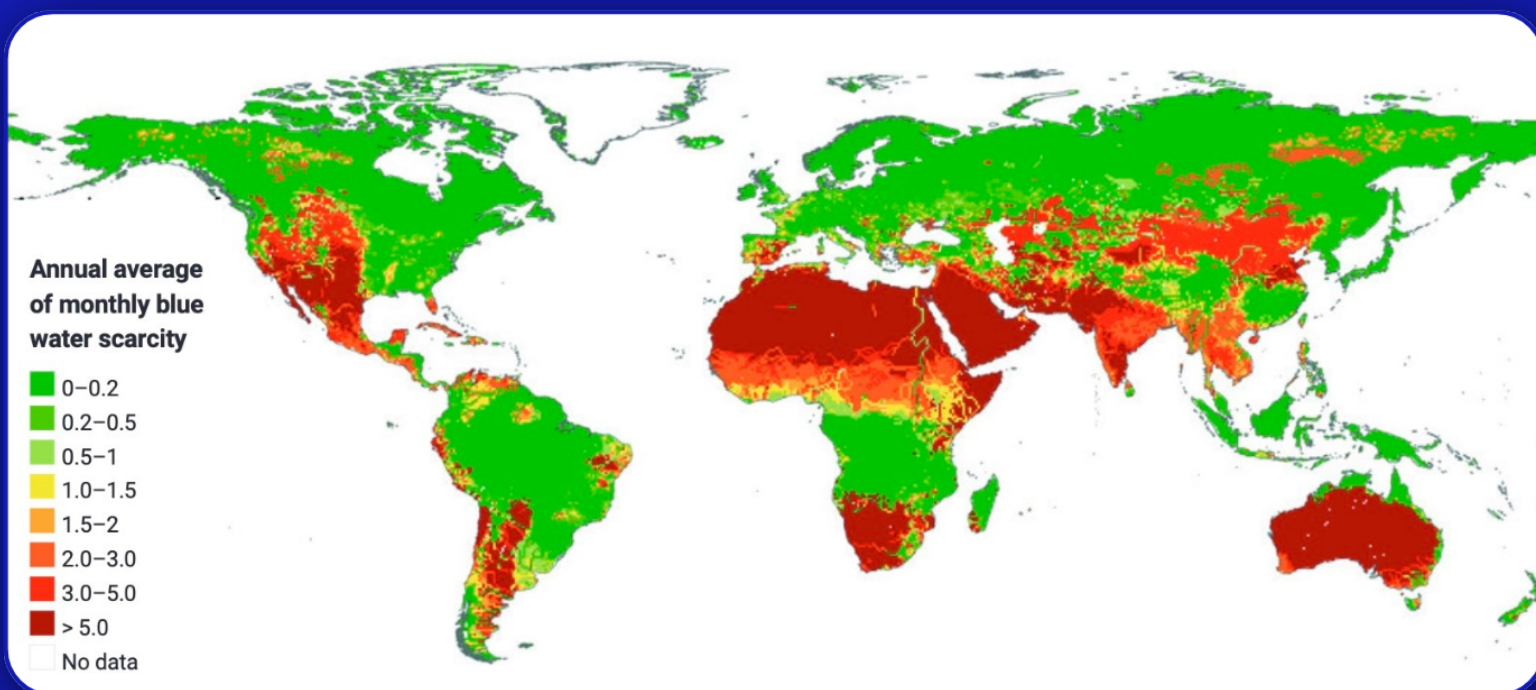 Annual average
of monthly blue
water scarcity
0–0.2
0.2–0.5
0.5–1
1.0–1.5
1.5–2
2.0–3.0
3.0–5.0
> 5.0
No data